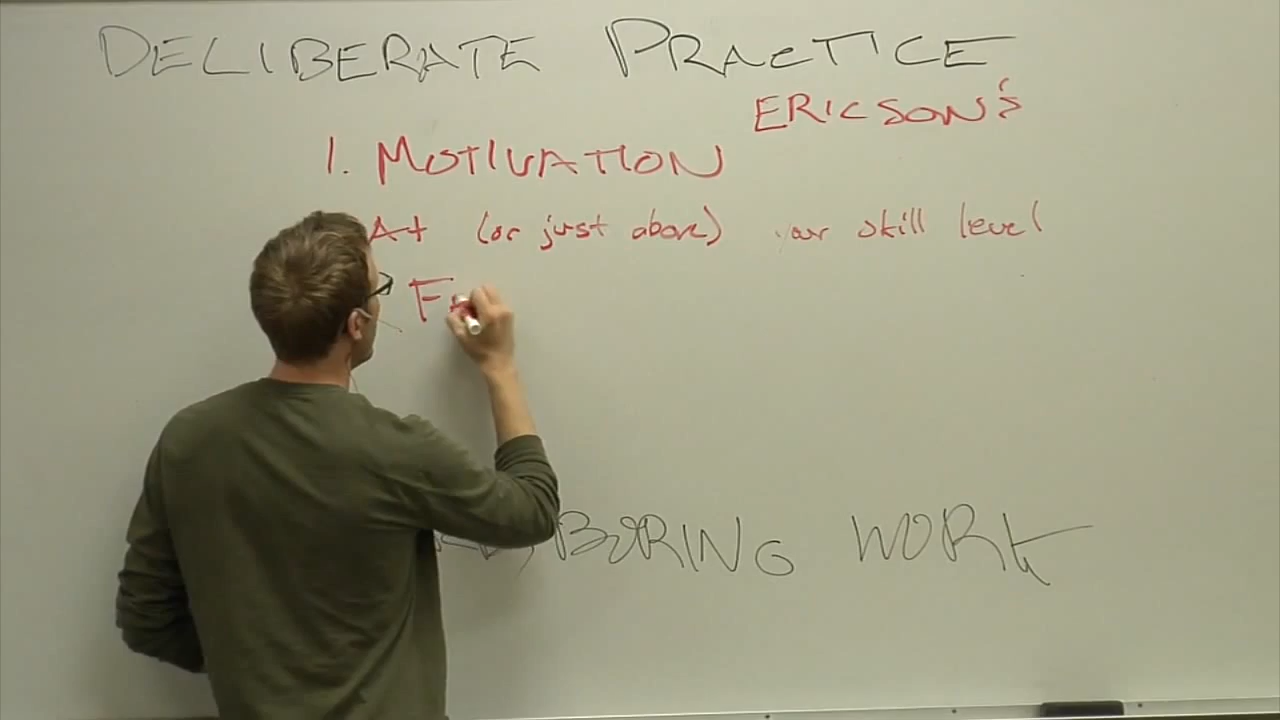 DELIBERATE PRACTICE
ERICSON'S
1. MOTIVATION
At (or just above) your skill level
F
BORING WORK